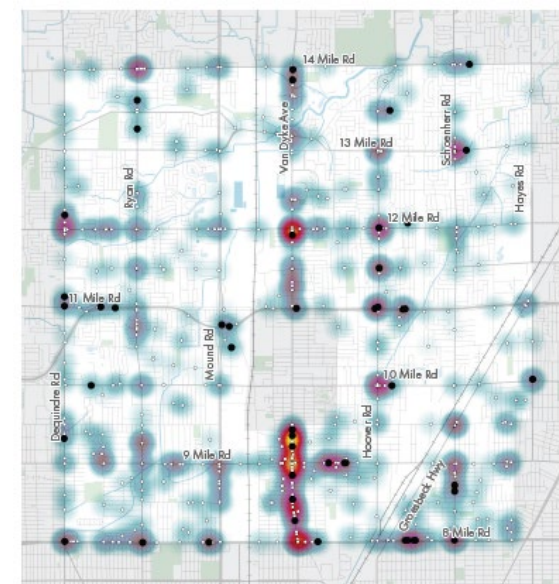 14 Mile Rd
Van Dyke Ave
13 Mile Rd
Schoenherr Rd
Ryan Rd
Hayes Rd
12 Mile Rd
11 Mile Rd
Mound Rd
Dequindre Rd
10 Mile Rd
Hoover Rd
9 Mile Rd
Groesbeck Hwy
8 Mile Rd